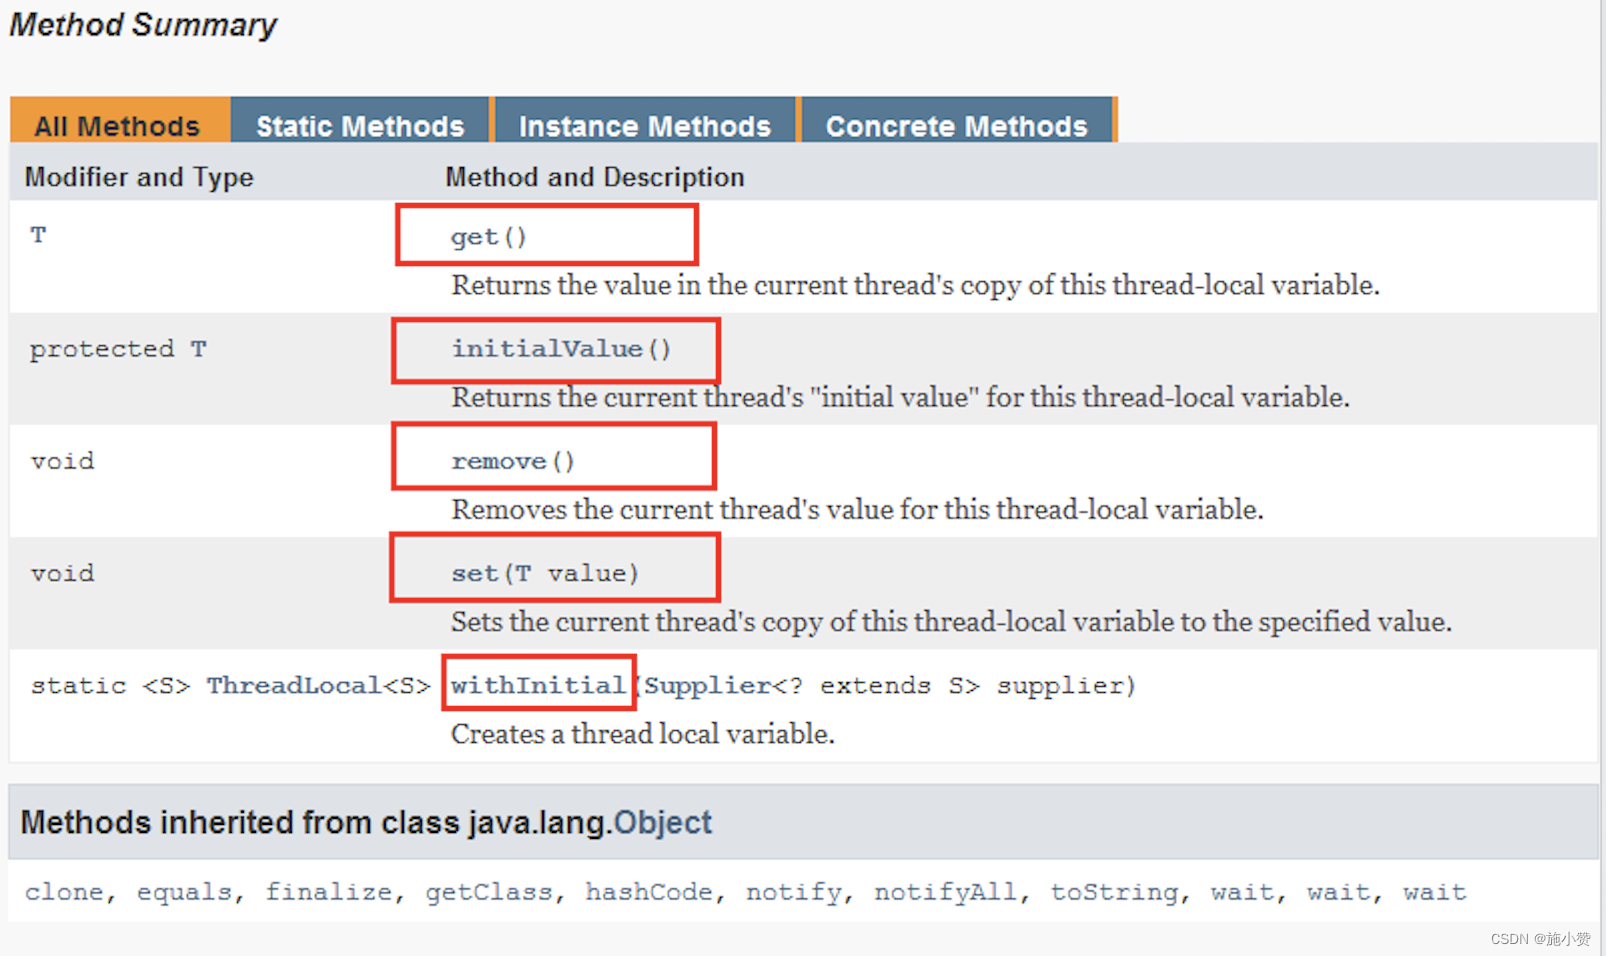 Method Summary
All Methods Static Methods Instance Methods Concrete Methods
Modifier and Type Method and Description
T get()
Returns the value in the current thread's copy of this thread-local variable.
protected T initialValue()
Returns the current thread's "initial value" for this thread-local variable.
void remove()
Removes the current thread's value for this thread-local variable.
void set(T value)
Sets the current thread's copy of this thread-local variable to the specified value.
static <S> ThreadLocal<S> withInitial(Supplier<? extends S> supplier)
Creates a thread local variable.
Methods inherited from class java.lang.Object
clone, equals, finalize, getClass, hashCode, notify, notifyAll, toString, wait, wait, wait
CSDN @施小赞